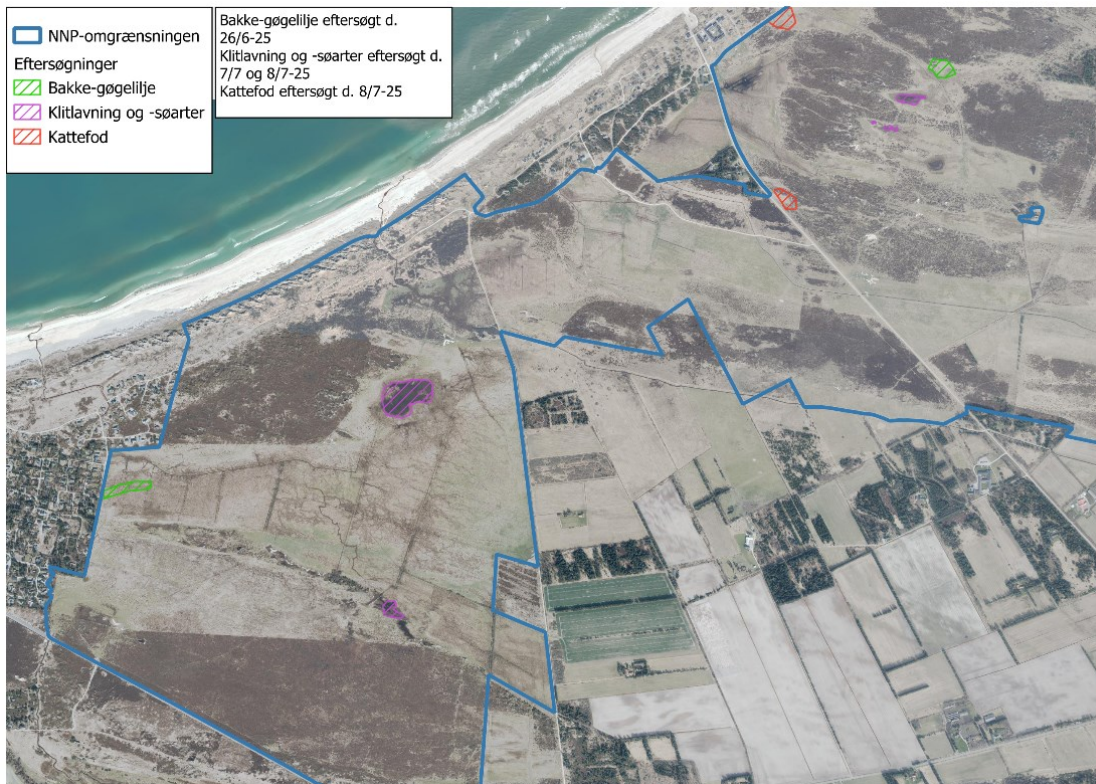 NNP-omgrænsningen
Eftersøgninger
Bakke-gøgelilje
Klitlavning og -søarter
Kattefod
Bakke-gøgelilje eftersøgt d.
26/6-25
Klitlavning og -søarter eftersøgt d.
7/7 og 8/7-25
Kattefod eftersøgt d. 8/7-25